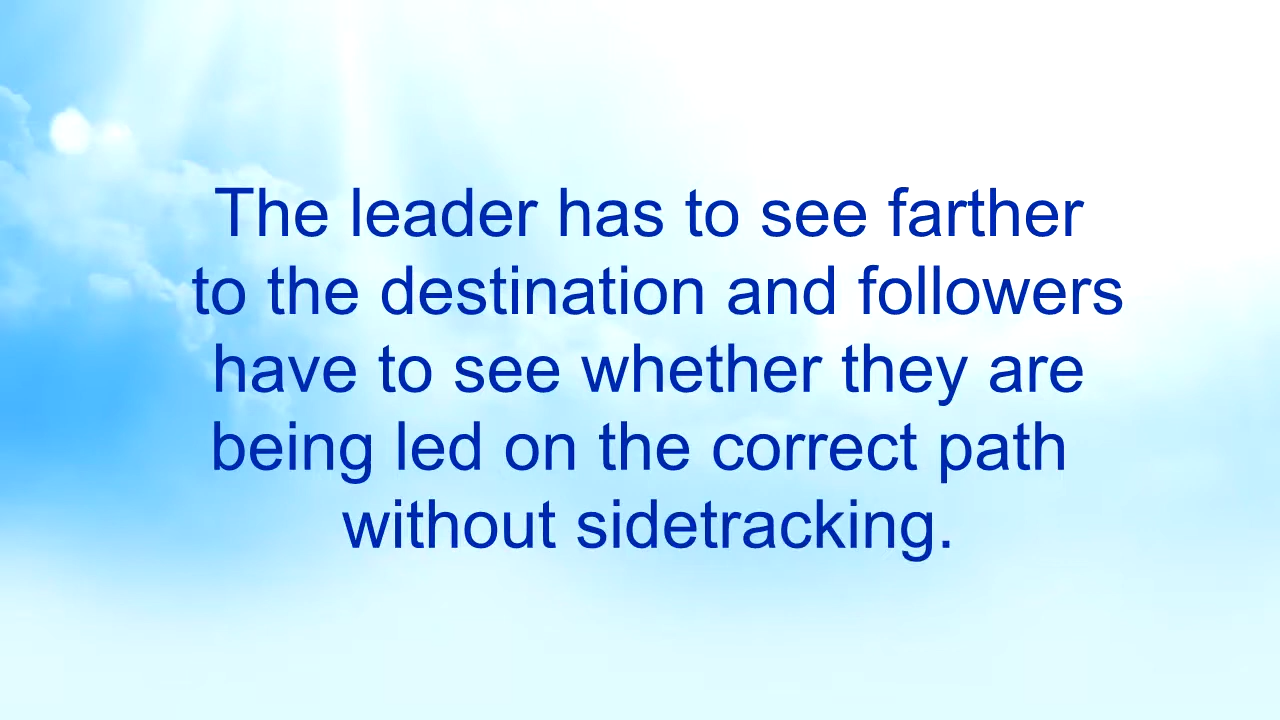 The leader has to see farther
to the destination and followers
have to see whether they are
being led on the correct path
without sidetracking.